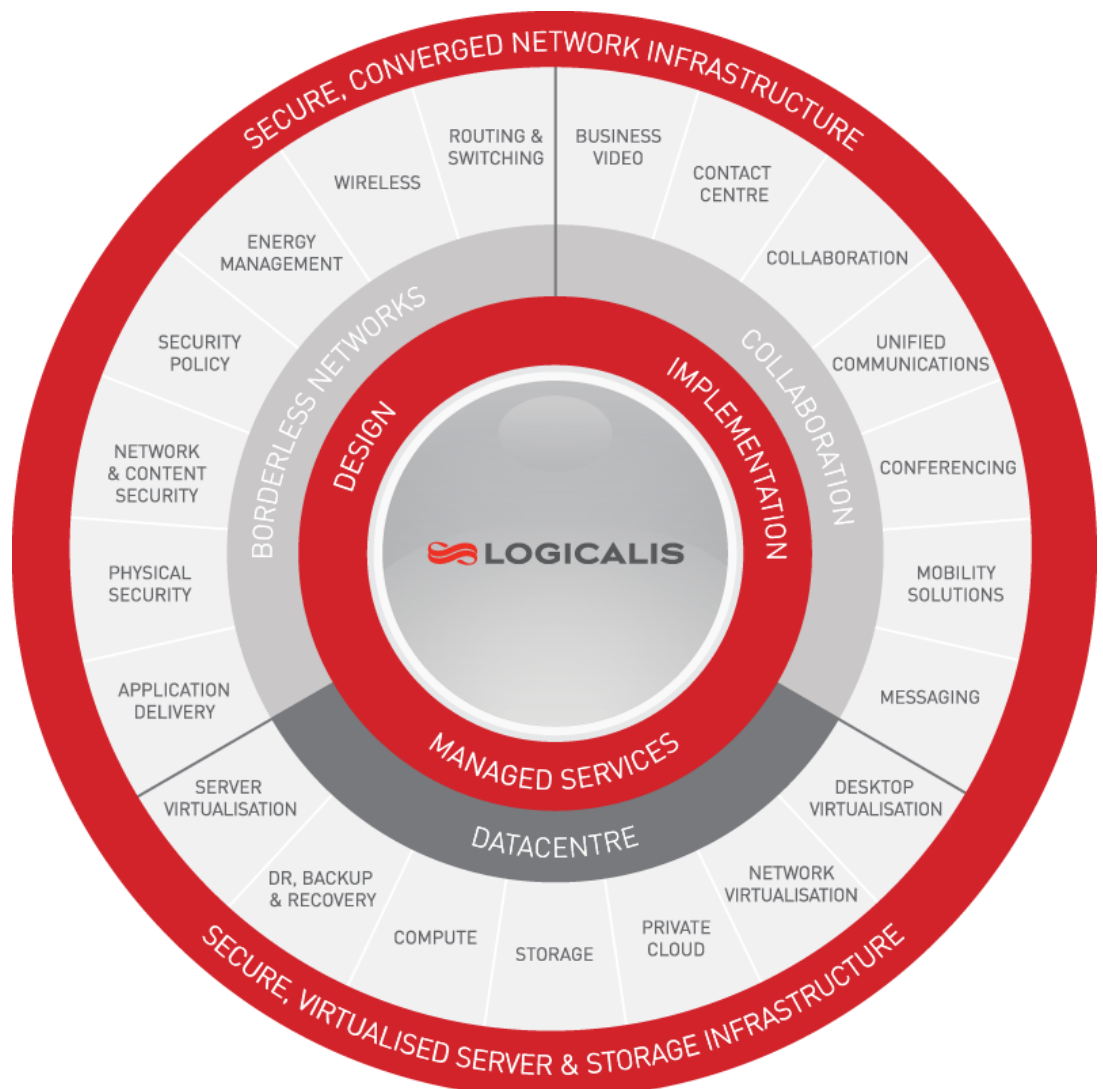 SECURE, CONVERGED NETWORK INFRASTRUCTURE
ROUTING &
SWITCHING
BUSINESS
VIDEO
WIRELESS
CONTACT
CENTRE
ENERGY
MANAGEMENT
COLLABORATION
SECURITY
POLICY
UNIFIED
COMMUNICATIONS
NETWORK
& CONTENT
SECURITY
CONFERENCING
PHYSICAL
SECURITY
MOBILITY
SOLUTIONS
APPLICATION
DELIVERY
MESSAGING
BORDERLESS NETWORKS
COLLABORATION
DESIGN
IMPLEMENTATION
LOGICALIS
MANAGED SERVICES
DATACENTRE
SERVER
VIRTUALISATION
DESKTOP
VIRTUALISATION
DR, BACKUP
& RECOVERY
NETWORK
VIRTUALISATION
COMPUTE
STORAGE
PRIVATE
CLOUD
SECURE, VIRTUALISED SERVER & STORAGE INFRASTRUCTURE